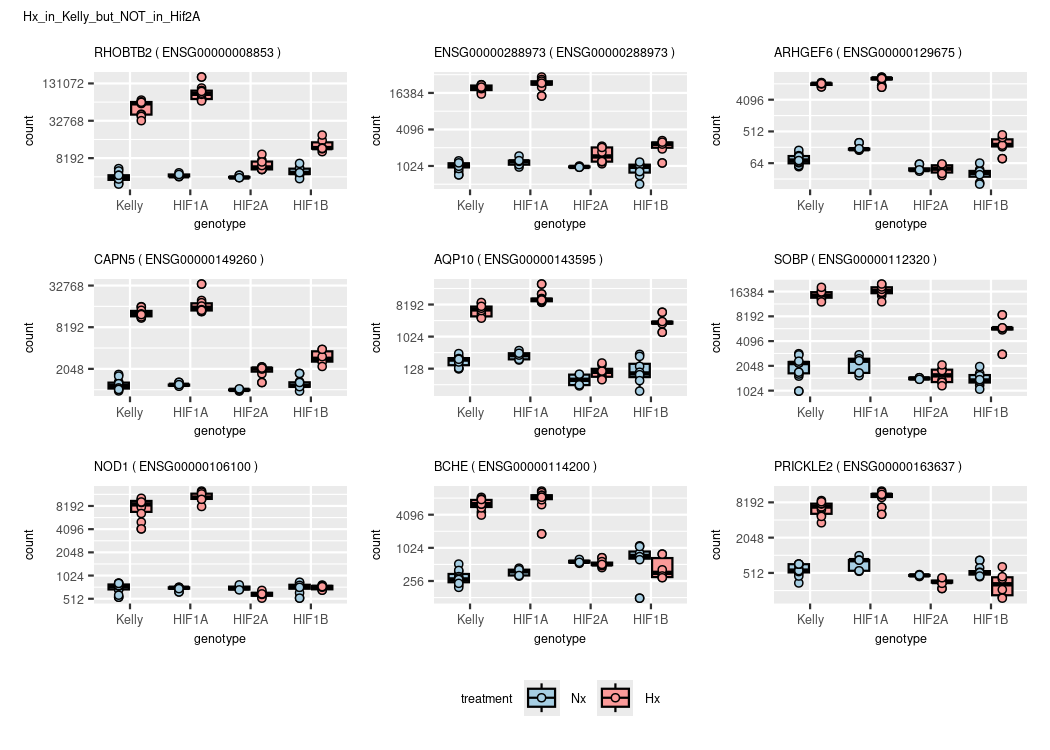 Hx_in_Kelly_but_NOT_in_Hif2A
RHOBTB2 ( ENSG00000008853 )
ENSG00000288973 ( ENSG00000288973 )
ARHGEF6 ( ENSG00000129675 )
131072
32768
8192
count
Kelly HIF1A HIF2A HIF1B
genotype
16384
4096
1024
count
Kelly HIF1A HIF2A HIF1B
genotype
4096
512
64
count
Kelly HIF1A HIF2A HIF1B
genotype
CAPN5 ( ENSG00000149260 )
AQP10 ( ENSG00000143595 )
SOBP ( ENSG00000112320 )
32768
8192
2048
count
Kelly HIF1A HIF2A HIF1B
genotype
8192
1024
128
count
Kelly HIF1A HIF2A HIF1B
genotype
16384
8192
4096
2048
1024
count
Kelly HIF1A HIF2A HIF1B
genotype
NOD1 ( ENSG00000106100 )
BCHE ( ENSG00000114200 )
PRICKLE2 ( ENSG00000163637 )
8192
4096
2048
1024
512
count
Kelly HIF1A HIF2A HIF1B
genotype
4096
1024
256
count
Kelly HIF1A HIF2A HIF1B
genotype
8192
2048
512
count
Kelly HIF1A HIF2A HIF1B
genotype
treatment Nx Hx